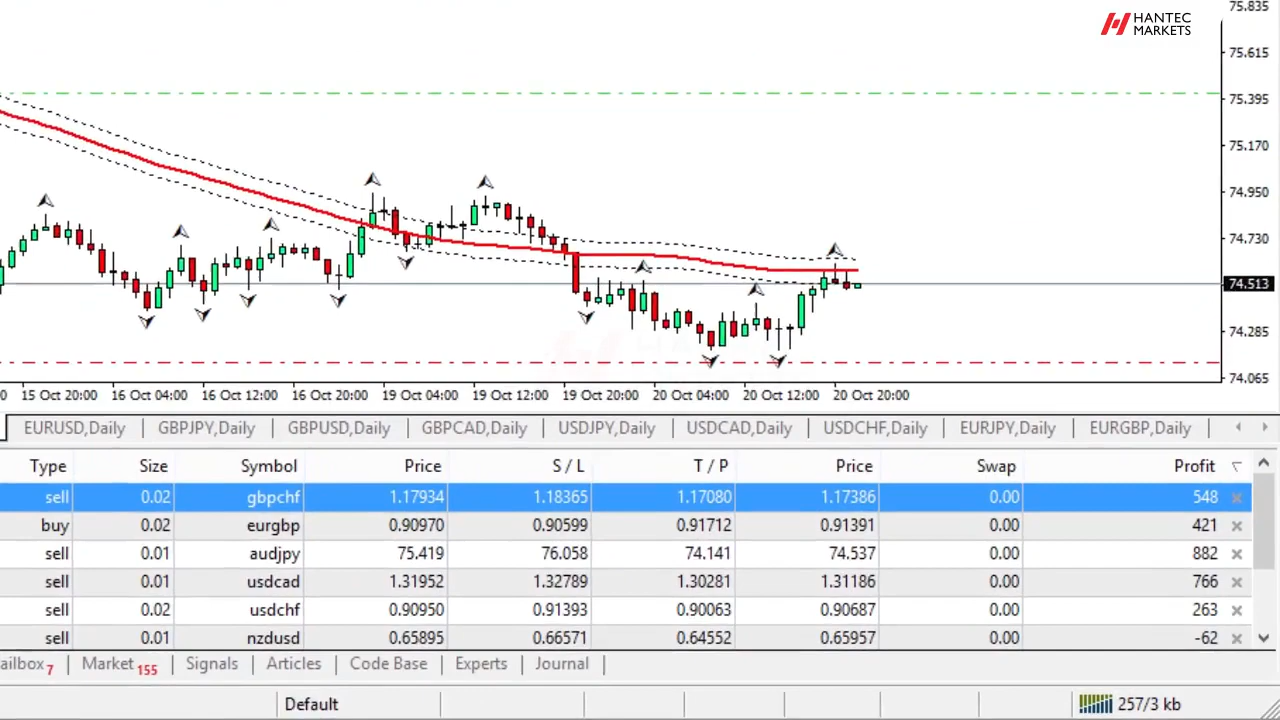 75.835
HANTEC
MARKETS
75.615
75.395
75.170
74.950
74.730
74.513
74.285
74.065
0 15 Oct 20:00 16 Oct 04:00 16 Oct 12:00 16 Oct 20:00 19 Oct 04:00 19 Oct 12:00 19 Oct 20:00 20 Oct 04:00 20 Oct 12:00 20 Oct 20:00
EURUSD,Daily GBPJPY,Daily GBPUSD,Daily GBPCAD,Daily USDJPY,Daily USDCAD,Daily USDCHF,Daily EURJPY,Daily EURGBP,Daily
Type Size Symbol Price S / L T / P Price Swap Profit
sell 0.02 gbpchf 1.17934 1.18365 1.17080 1.17386 0.00 548
buy 0.02 eurgbp 0.90970 0.90599 0.91712 0.91391 0.00 421
sell 0.01 audjpy 75.419 76.058 74.141 74.537 0.00 882
sell 0.01 usdcad 1.31952 1.32789 1.30281 1.31186 0.00 766
sell 0.02 usdchf 0.90950 0.91393 0.90063 0.90687 0.00 263
sell 0.01 nzdusd 0.65895 0.66571 0.64552 0.65957 0.00 -62
ailbox 7 Market 155 Signals Articles Code Base Experts Journal
Default 257/3 kb